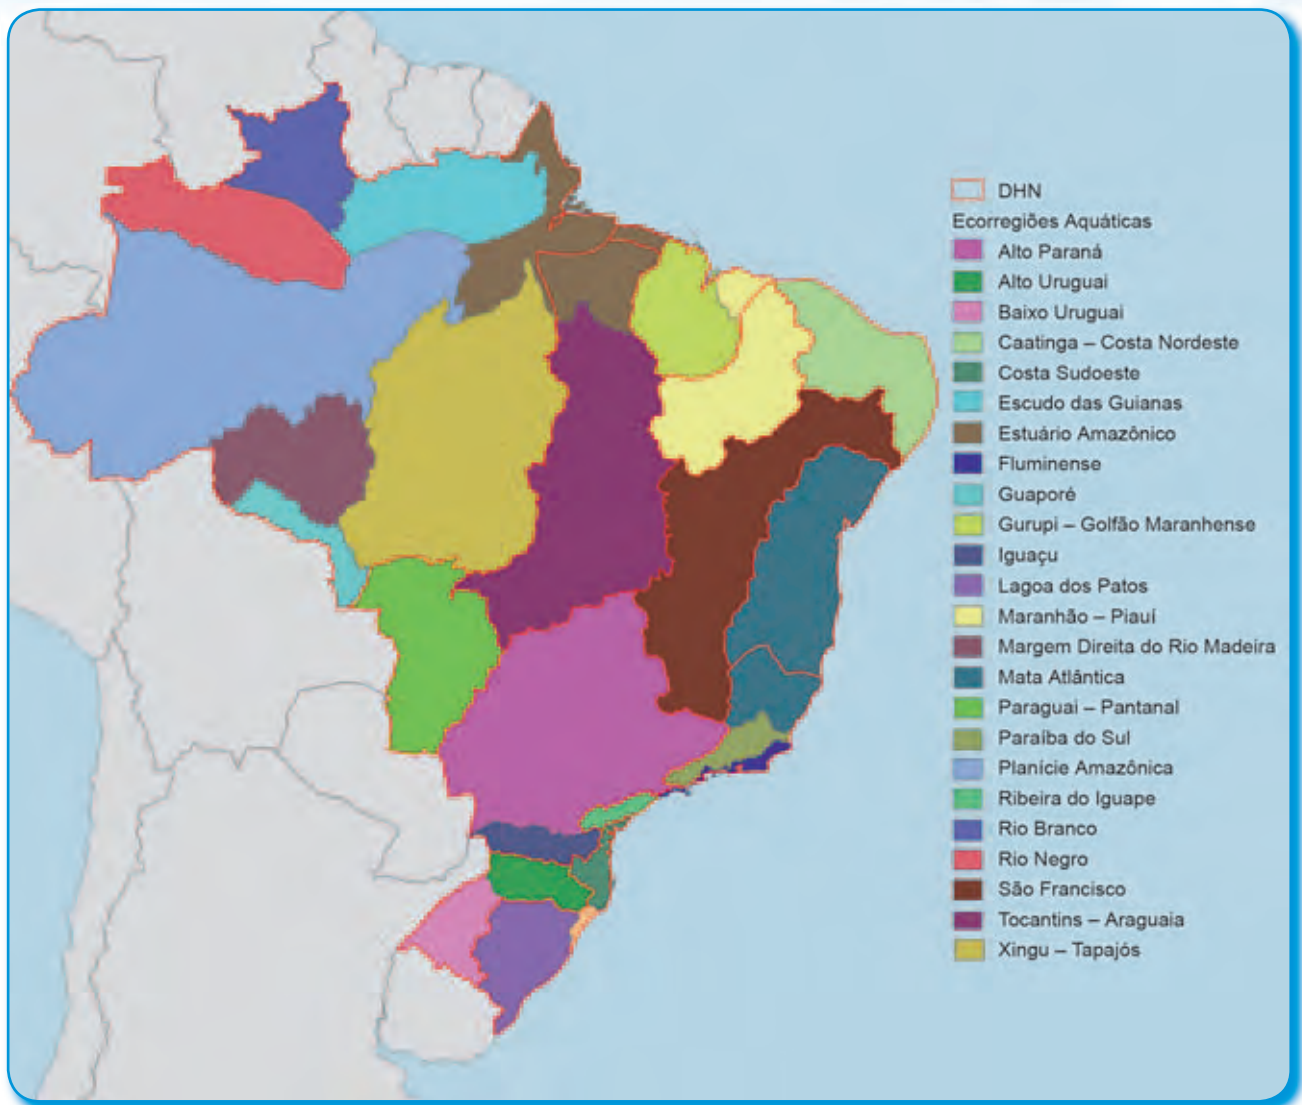 DHN
Ecorregiões Aquáticas
Alto Paraná
Alto Uruguai
Baixo Uruguai
Caatinga – Costa Nordeste
Costa Sudoeste
Escudo das Guianas
Estuário Amazônico
Fluminense
Guaporé
Gurupi – Golfão Maranhense
Iguaçu
Lagoa dos Patos
Maranhão – Piauí
Margem Direita do Rio Madeira
Mata Atlântica
Paraguai – Pantanal
Paraíba do Sul
Planície Amazônica
Ribeira do Iguape
Rio Branco
Rio Negro
São Francisco
Tocantins – Araguaia
Xingu – Tapajós